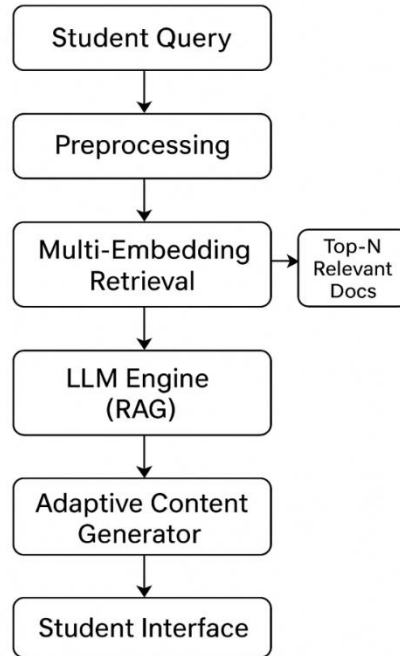 Student Query
Preprocessing
Multi-Embedding
Retrieval
Top-N
Relevant
Docs
LLM Engine
(RAG)
Adaptive Content
Generator
Student Interface